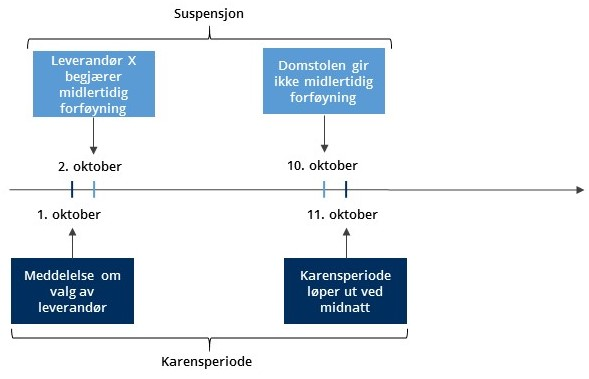 Suspensjon
Leverandør X
begjærer
midlertidig
forføyning
Domstolen gir
ikke midlertidig
forføyning
2. oktober
10. oktober
1. oktober
11. oktober
Meddelelse om
valg av
leverandør
Karensperiode
løper ut ved
midnatt
Karensperiode